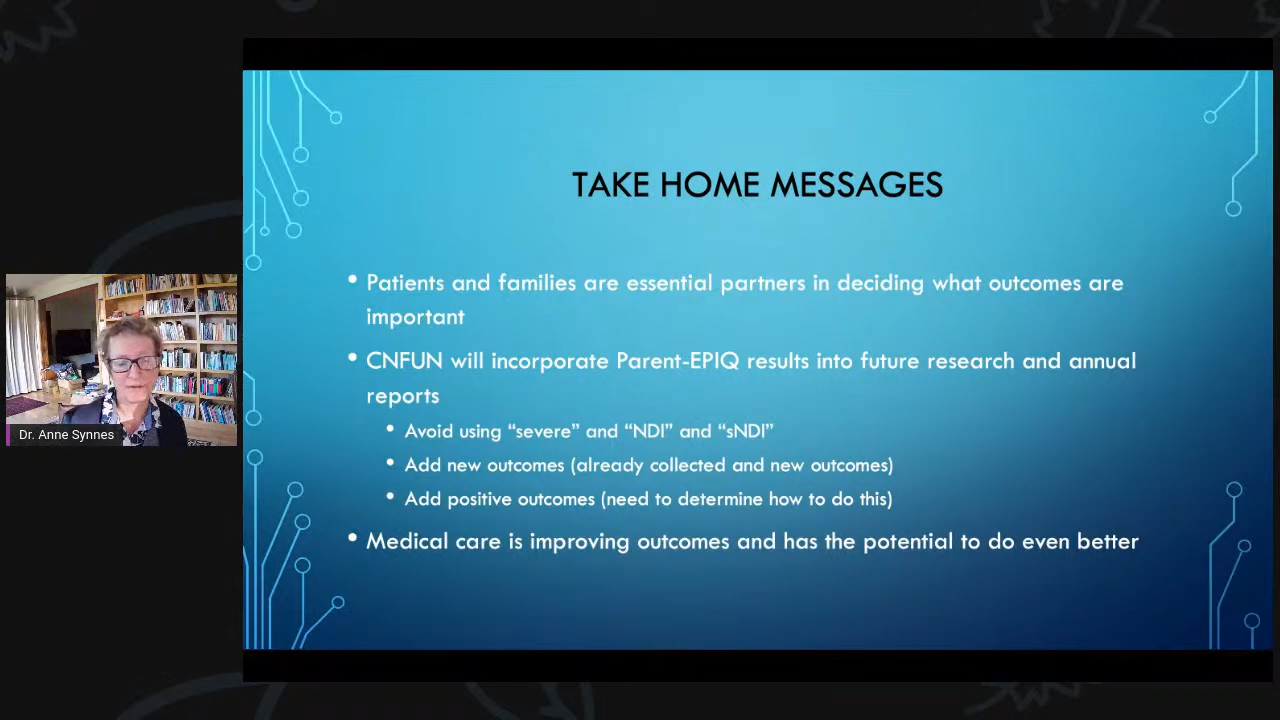 TAKE HOME MESSAGES
• Patients and families are essential partners in deciding what outcomes are
important
• CNFUN will incorporate Parent-EPIQ results into future research and annual
reports
• Avoid using “severe” and “NDI” and “sNDI”
• Add new outcomes (already collected and new outcomes)
• Add positive outcomes (need to determine how to do this)
• Medical care is improving outcomes and has the potential to do even better
Dr. Anne Synnes